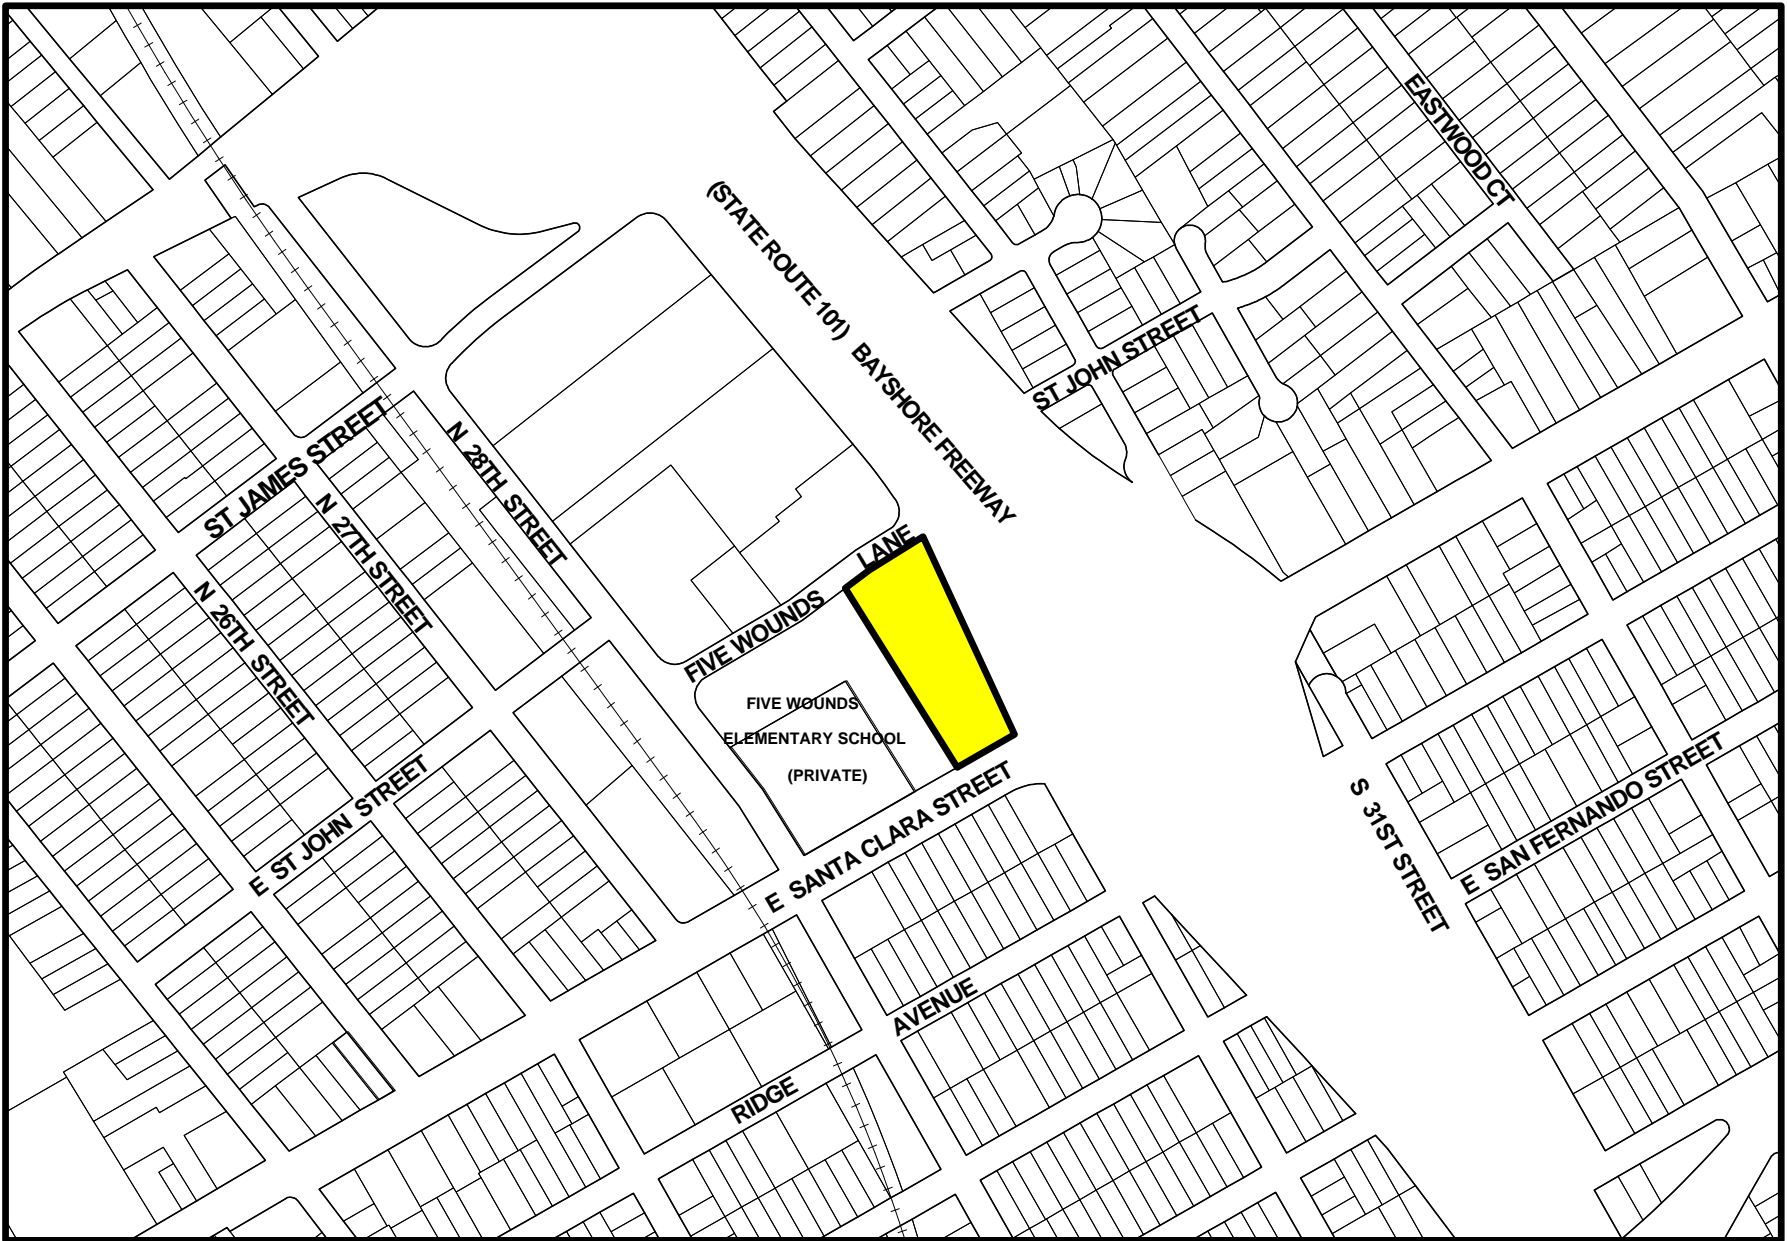 EASTWOOD CT
(STATE ROUTE 101) BAYSHORE FREEWAY
ST JOHN STREET
ST JAMES STREET
N 28TH STREET
N 27TH STREET
N 26TH STREET
FIVE WOUNDS LANE
FIVE WOUNDS
ELEMENTARY SCHOOL
(PRIVATE)
E ST JOHN STREET
E SANTA CLARA STREET
S 31ST STREET
E SAN FERNANDO STREET
RIDGE AVENUE